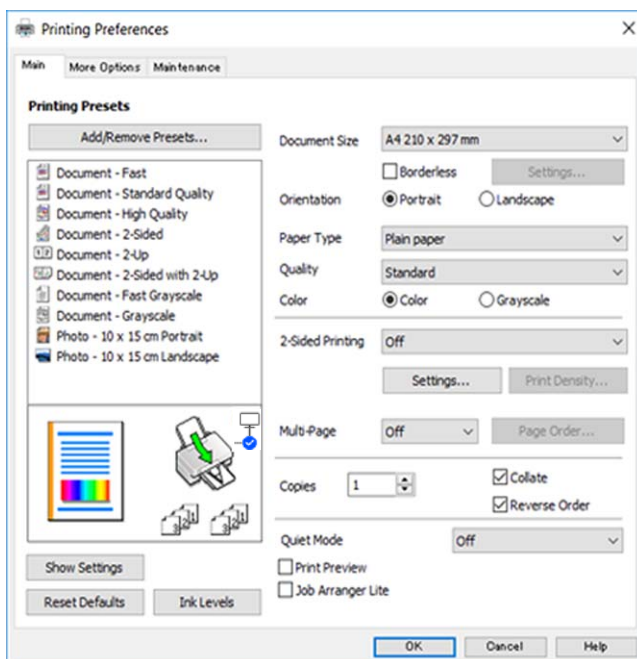 Printing Preferences
Main More Options Maintenance
Printing Presets
Add/Remove Presets...
Document - Fast
Document - Standard Quality
Document - High Quality
Document - 2-Sided
Document - 2-Up
Document - 2-Sided with 2-Up
Document - Fast Grayscale
Document - Grayscale
Photo - 10 x 15 cm Portrait
Photo - 10 x 15 cm Landscape
Show Settings
Reset Defaults Ink Levels
Document Size A4 210 x 297 mm
Borderless Settings...
Orientation Portrait Landscape
Paper Type Plain paper
Quality Standard
Color Color Grayscale
2-Sided Printing Off
Settings... Print Density...
Multi-Page Off Page Order...
Copies 1 Collate
Reverse Order
Quiet Mode Off
Print Preview
Job Arranger Lite
OK Cancel Help